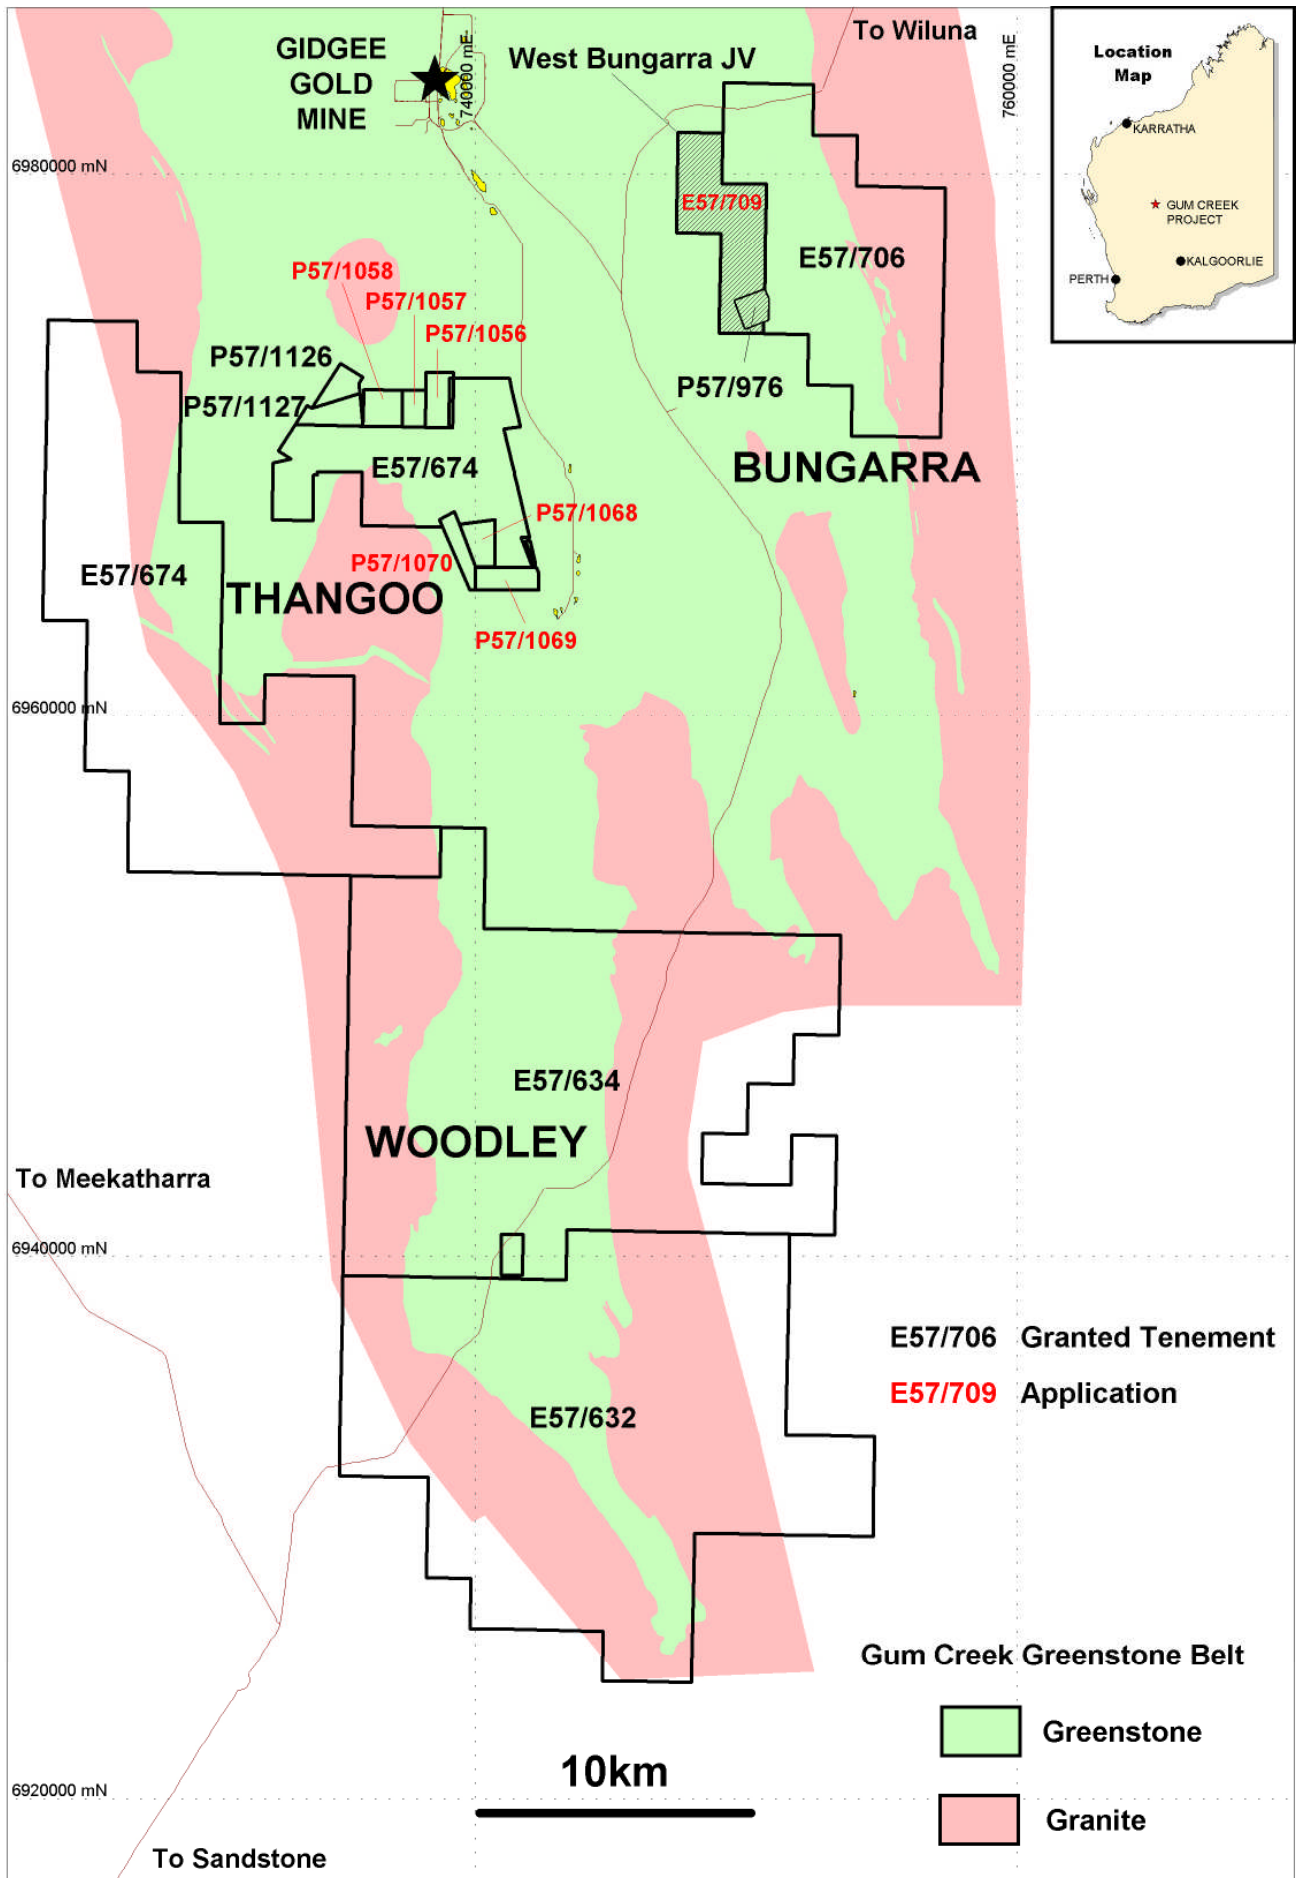 To Wiluna
GIDGEE
GOLD
MINE
740000 mE
West Bungarra JV
760000 mE
Location
Map
KARRATHA
GUM CREEK
PROJECT
KALGOORLIE
PERTH
6980000 mN
E57/709
E57/706
P57/1058
P57/1057
P57/1056
P57/1126
P57/976
P57/1127
E57/674
BUNGARRA
P57/1068
P57/1070
E57/674
THANGOO
P57/1069
6960000 mN
E57/634
WOODLEY
To Meekatharra
6940000 mN
E57/706 Granted Tenement
E57/709 Application
E57/632
Gum Creek Greenstone Belt
Greenstone
10km
6920000 mN
Granite
To Sandstone